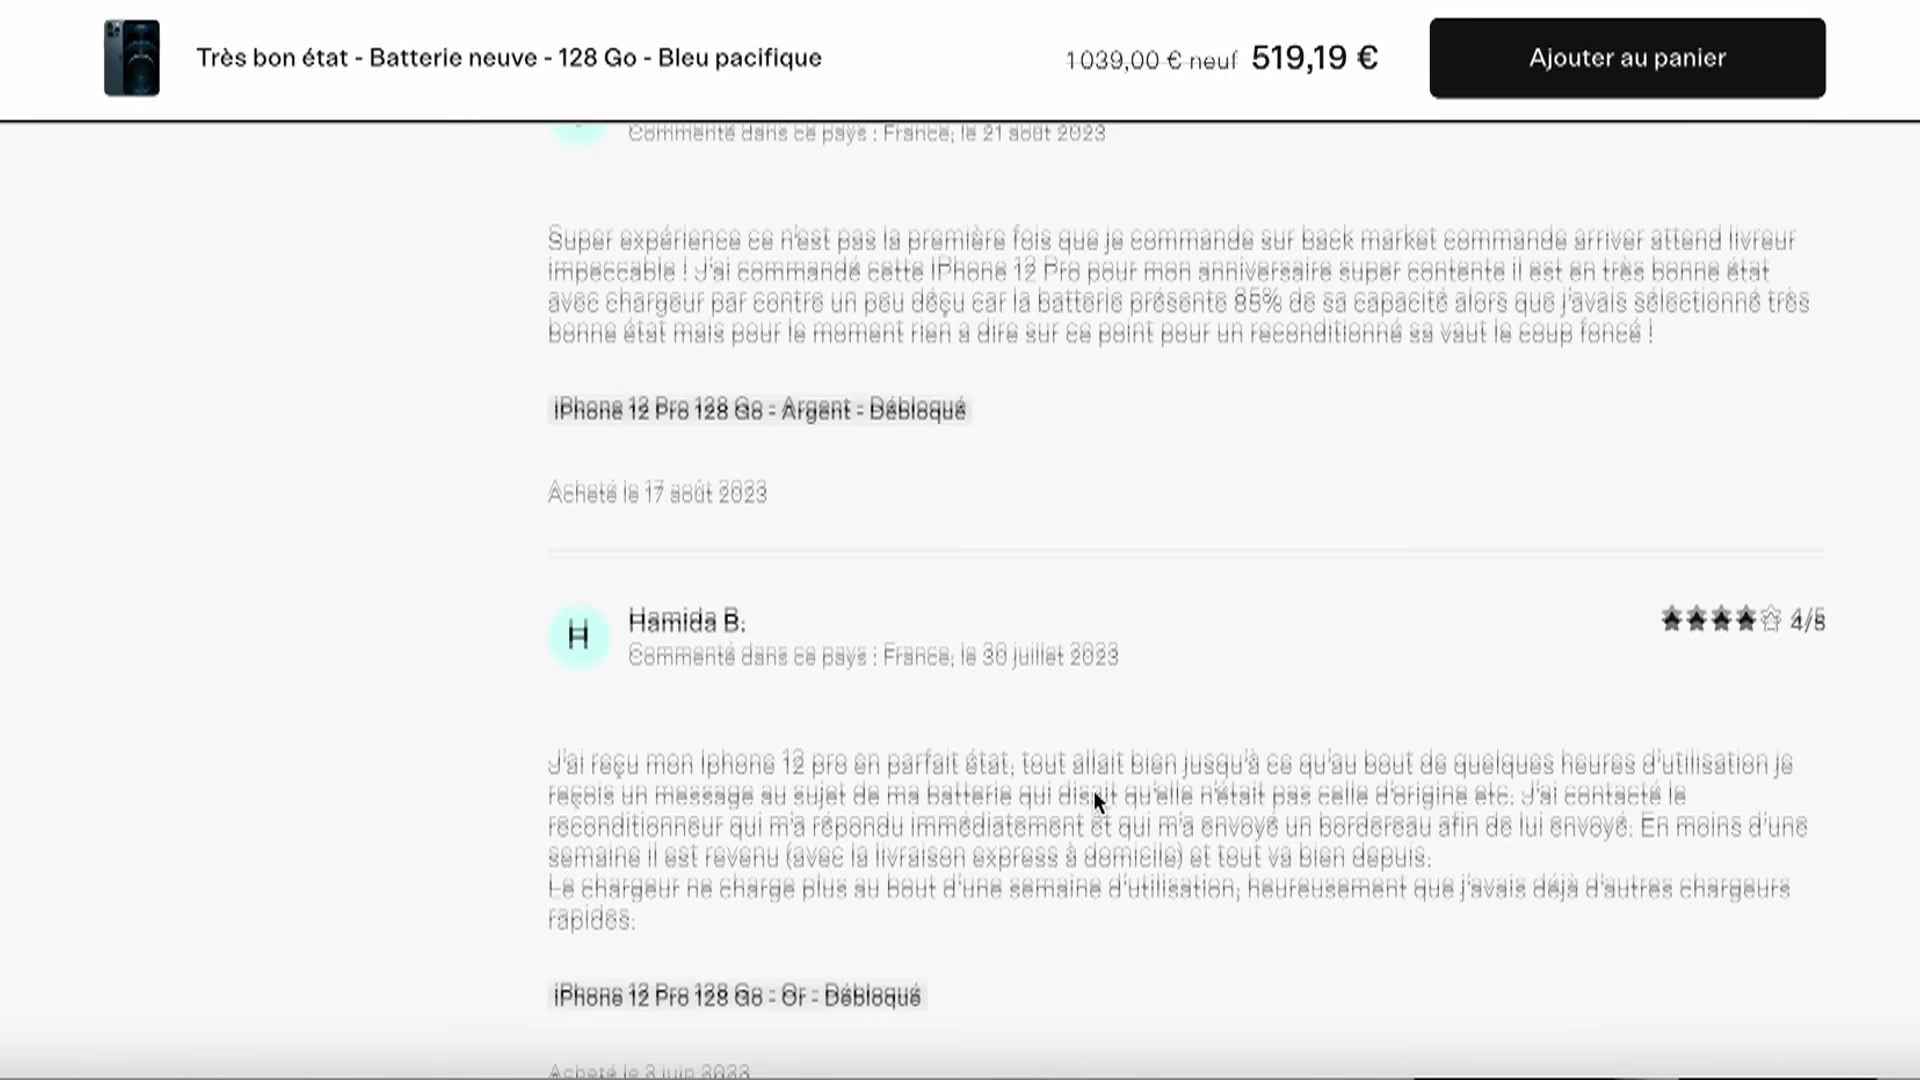 Très bon état - Batterie neuve - 128 Go - Bleu pacifique
1 039,00 € neuf 519,19 €
Ajouter au panier
Commenté dans ce pays : France, le 21 août 2023
Super expérience ce n'est pas la première fois que je commande sur back market commande arriver attend livreur
impeccable ! J'ai commandé cette IPhone 12 Pro pour mon anniversaire super contente il est en très bonne état
avec chargeur par contre un peu déçu car la batterie présente 85% de sa capacité alors que j'avais sélectionné très
bonne état mais pour le moment rien a dire sur ce point pour un reconditionné sa vaut le coup foncé !
iPhone 12 Pro 128 Go - Argent - Débloqué
Acheté le 17 août 2023
H
Hamida B.
4/5
Commenté dans ce pays : France, le 30 juillet 2023
J'ai reçu mon Iphone 12 pro en parfait état, tout allait bien jusqu'à ce qu'au bout de quelques heures d'utilisation je
reçois un message au sujet de ma batterie qui disait qu'elle n'était pas celle d'origine etc. J'ai contacté le
reconditionneur qui m'a répondu immédiatement et qui m'a envoyé un bordereau afin de lui envoyé. En moins d'une
semaine il est revenu (avec la livraison express à domicile) et tout va bien depuis.
Le chargeur ne charge plus au bout d'une semaine d'utilisation, heureusement que j'avais déjà d'autres chargeurs
rapides.
iPhone 12 Pro 128 Go - Or - Débloqué
Acheté le 3 juin 2023